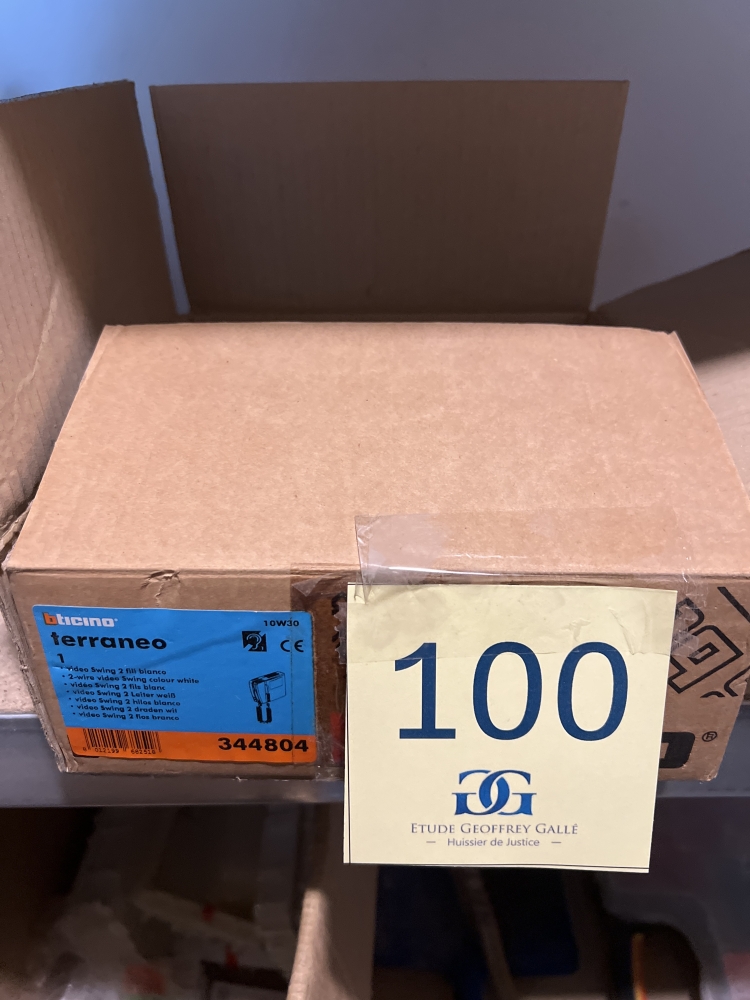 bticino®
10W30
terraneo
CE
1
• video Swing 2 fili bianco
• 2-wire video Swing colour white
• vidéo Swing 2 fils blanc
• video Swing 2 Leiter weiß
• video Swing 2 hilos blanco
• video Swing 2 draden wit
• video Swing 2 fios branco
344804
100
GG
ETUDE GEOFFREY GALLÉ
— Huissier de Justice —
®